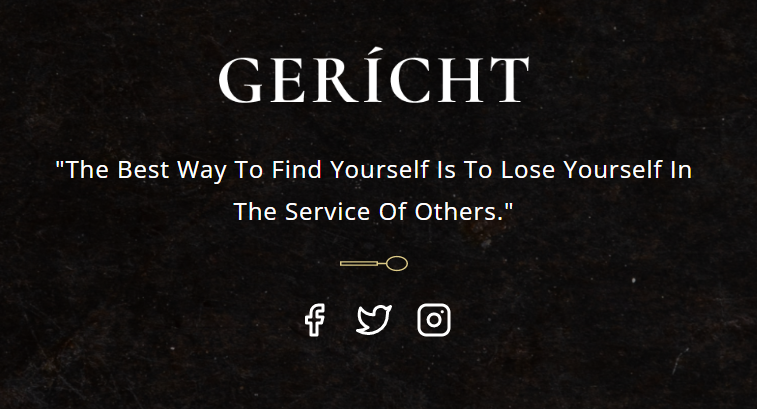 GERÍCHT
"The Best Way To Find Yourself Is To Lose Yourself In
The Service Of Others."